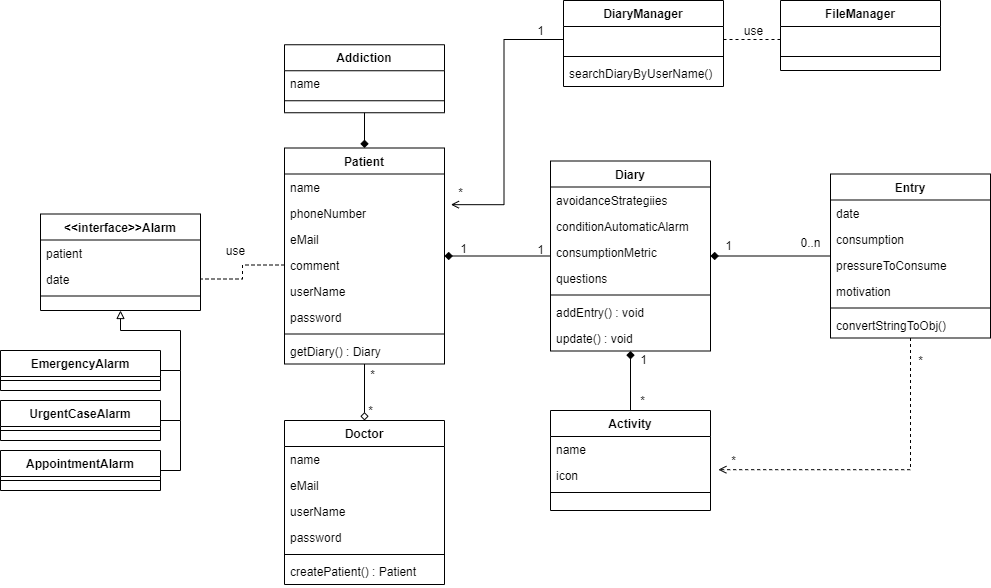 DiaryManager
searchDiaryByUserName()
use
FileManager
1
*
Addiction
name
Patient
name
phoneNumber
eMail
comment
userName
password
getDiary() : Diary
1
1
Diary
avoidanceStrategiies
conditionAutomaticAlarm
consumptionMetric
questions
addEntry() : void
update() : void
1
0..n
Entry
date
consumption
pressureToConsume
motivation
convertStringToObj()
*
*
1
*
Activity
name
icon
<<interface>>Alarm
patient
date
use
EmergencyAlarm
UrgentCaseAlarm
AppointmentAlarm
*
*
Doctor
name
eMail
userName
password
createPatient() : Patient